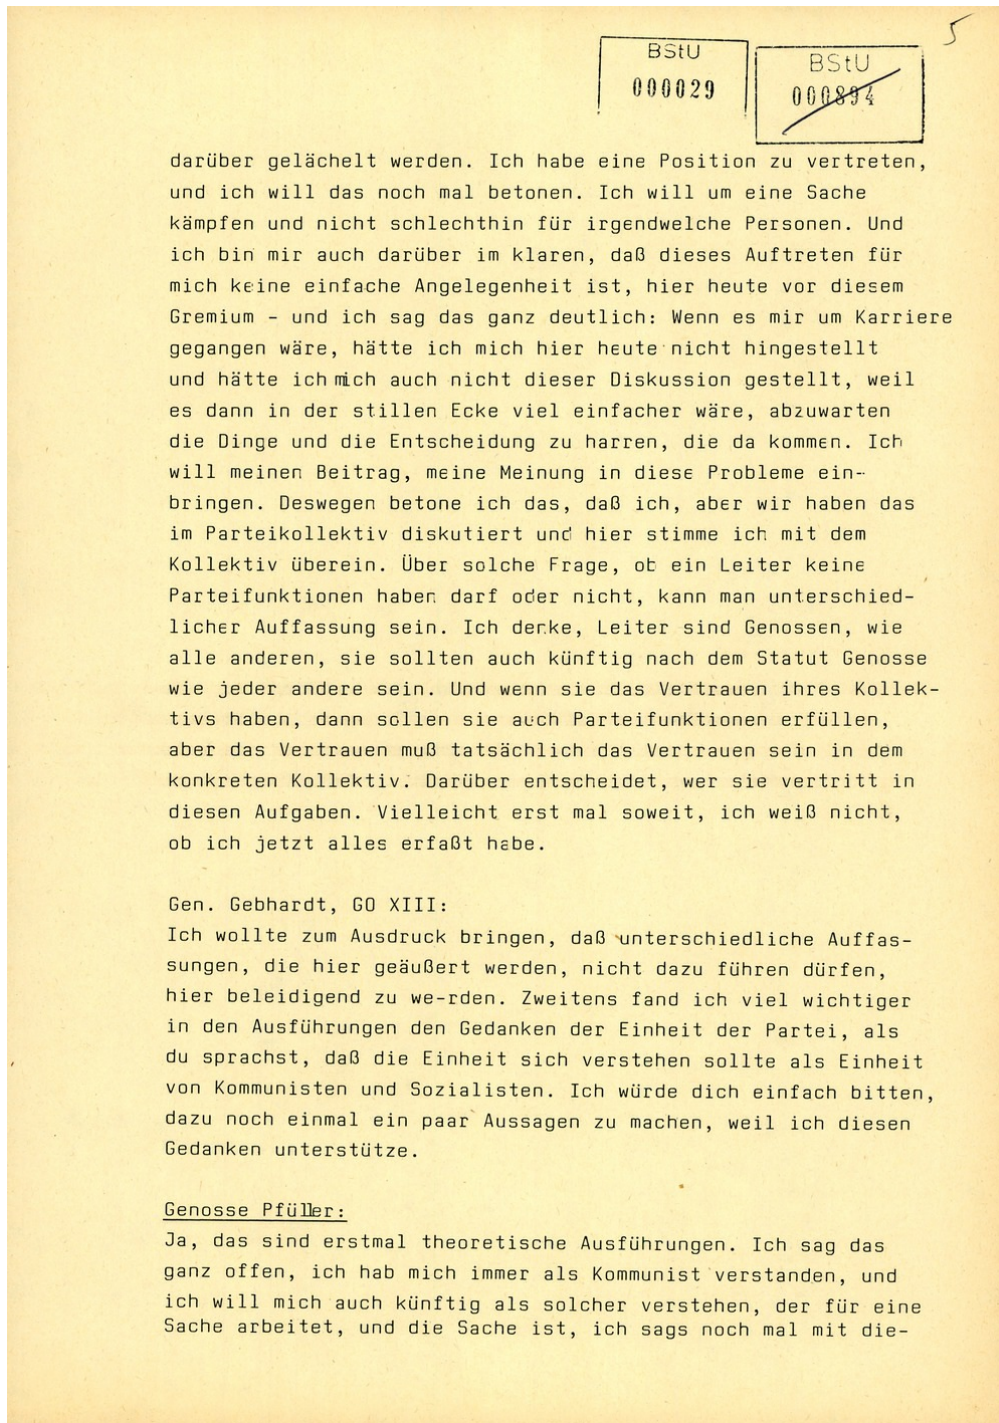 5
BStU
000029
BStU
000894
darüber gelächelt werden. Ich habe eine Position zu vertreten,
und ich will das noch mal betonen. Ich will um eine Sache
kämpfen und nicht schlechthin für irgendwelche Personen. Und
ich bin mir auch darüber im klaren, daß dieses Auftreten für
mich keine einfache Angelegenheit ist, hier heute vor diesem
Gremium - und ich sag das ganz deutlich: Wenn es mir um Karriere
gegangen wäre, hätte ich mich hier heute nicht hingestellt
und hätte ich mich auch nicht dieser Diskussion gestellt, weil
es dann in der stillen Ecke viel einfacher wäre, abzuwarten
die Dinge und die Entscheidung zu harren, die da kommen. Ich
will meinen Beitrag, meine Meinung in diese Probleme ein-
bringen. Deswegen betone ich das, daß ich, aber wir haben das
im Parteikollektiv diskutiert und hier stimme ich mit dem
Kollektiv überein. Über solche Frage, ob ein Leiter keine
Parteifunktionen haben darf oder nicht, kann man unterschied-
licher Auffassung sein. Ich denke, Leiter sind Genossen, wie
alle anderen, sie sollten auch künftig nach dem Statut Genosse
wie jeder andere sein. Und wenn sie das Vertrauen ihres Kollek-
tivs haben, dann sollen sie auch Parteifunktionen erfüllen,
aber das Vertrauen muß tatsächlich das Vertrauen sein in dem
konkreten Kollektiv. Darüber entscheidet, wer sie vertritt in
diesen Aufgaben. Vielleicht erst mal soweit, ich weiß nicht,
ob ich jetzt alles erfaßt habe.
Gen. Gebhardt, GO XIII:
Ich wollte zum Ausdruck bringen, daß unterschiedliche Auffas-
sungen, die hier geäußert werden, nicht dazu führen dürfen,
hier beleidigend zu we-rden. Zweitens fand ich viel wichtiger
in den Ausführungen den Gedanken der Einheit der Partei, als
du sprachst, daß die Einheit sich verstehen sollte als Einheit
von Kommunisten und Sozialisten. Ich würde dich einfach bitten,
dazu noch einmal ein paar Aussagen zu machen, weil ich diesen
Gedanken unterstütze.
Genosse Pfüller:
Ja, das sind erstmal theoretische Ausführungen. Ich sag das
ganz offen, ich hab mich immer als Kommunist verstanden, und
ich will mich auch künftig als solcher verstehen, der für eine
Sache arbeitet, und die Sache ist, ich sags noch mal mit die-